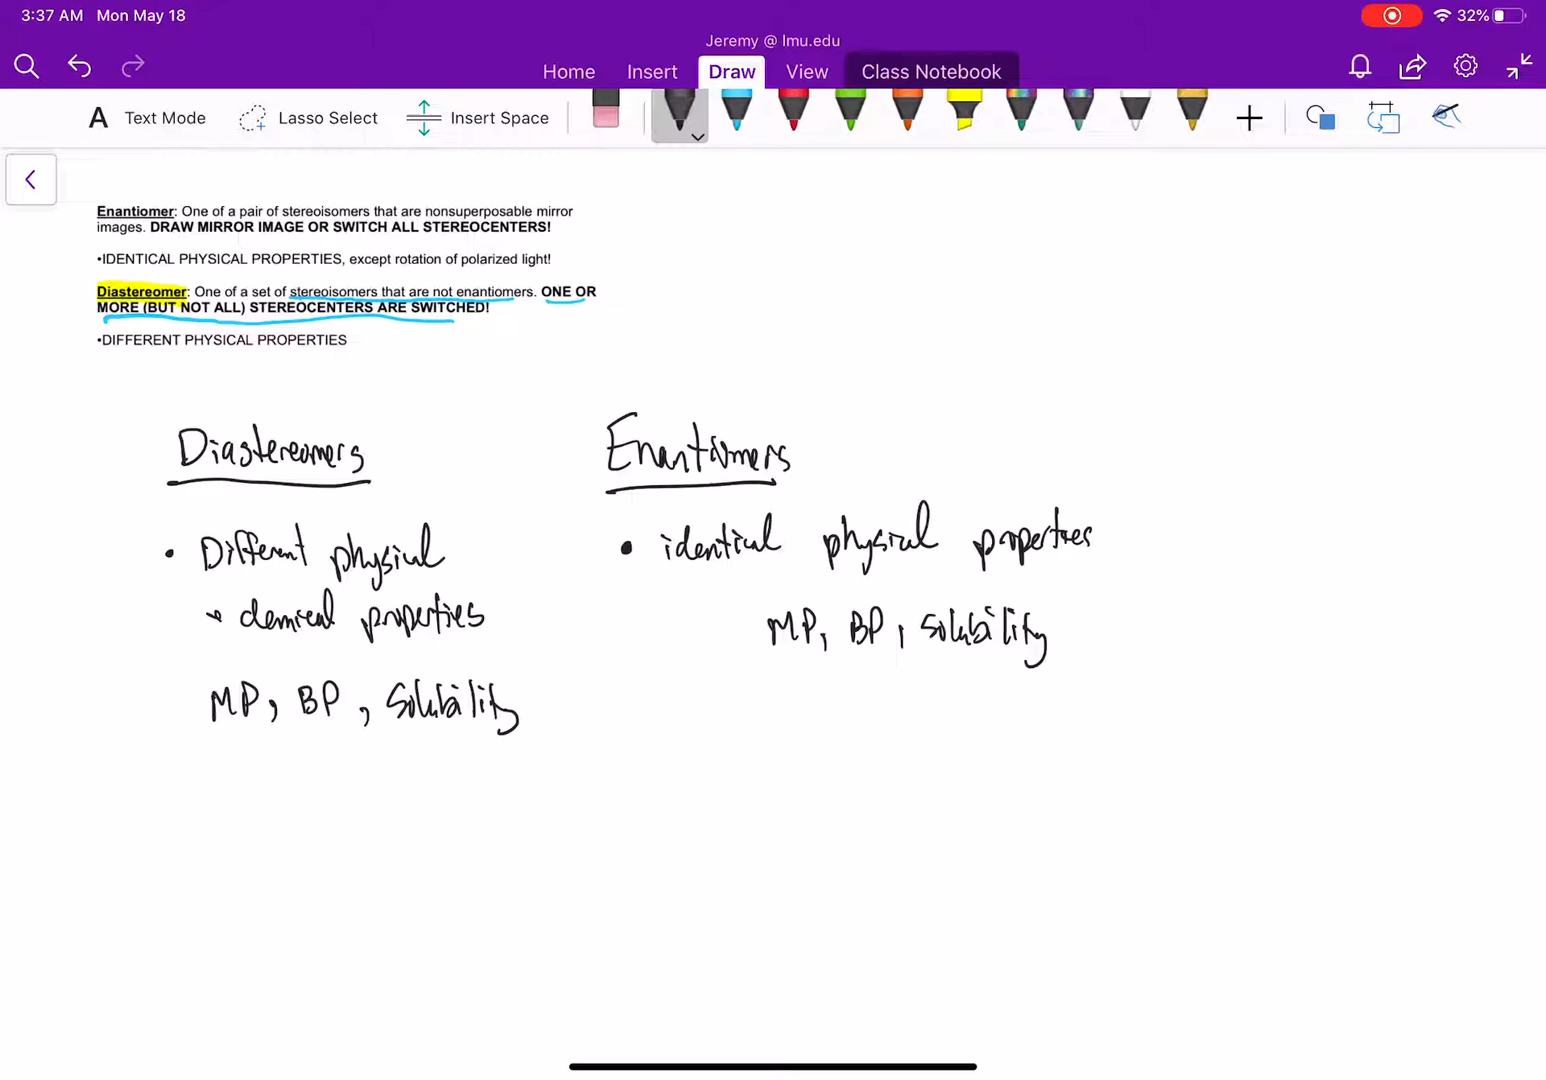 3:37 AM Mon May 18
32%
Jeremy @ lmu.edu
Home Insert Draw View Class Notebook
A Text Mode Lasso Select Insert Space
Enantiomer: One of a pair of stereoisomers that are nonsuperposable mirror
images. DRAW MIRROR IMAGE OR SWITCH ALL STEREOCENTERS!
•IDENTICAL PHYSICAL PROPERTIES, except rotation of polarized light!
Diastereomer: One of a set of stereoisomers that are not enantiomers. ONE OR
MORE (BUT NOT ALL) STEREOCENTERS ARE SWITCHED!
•DIFFERENT PHYSICAL PROPERTIES
Diastereomers
• Different physical
+ chemical properties
MP, BP, Solubility
Enantiomers
• identical physical properties
MP, BP, Solubility